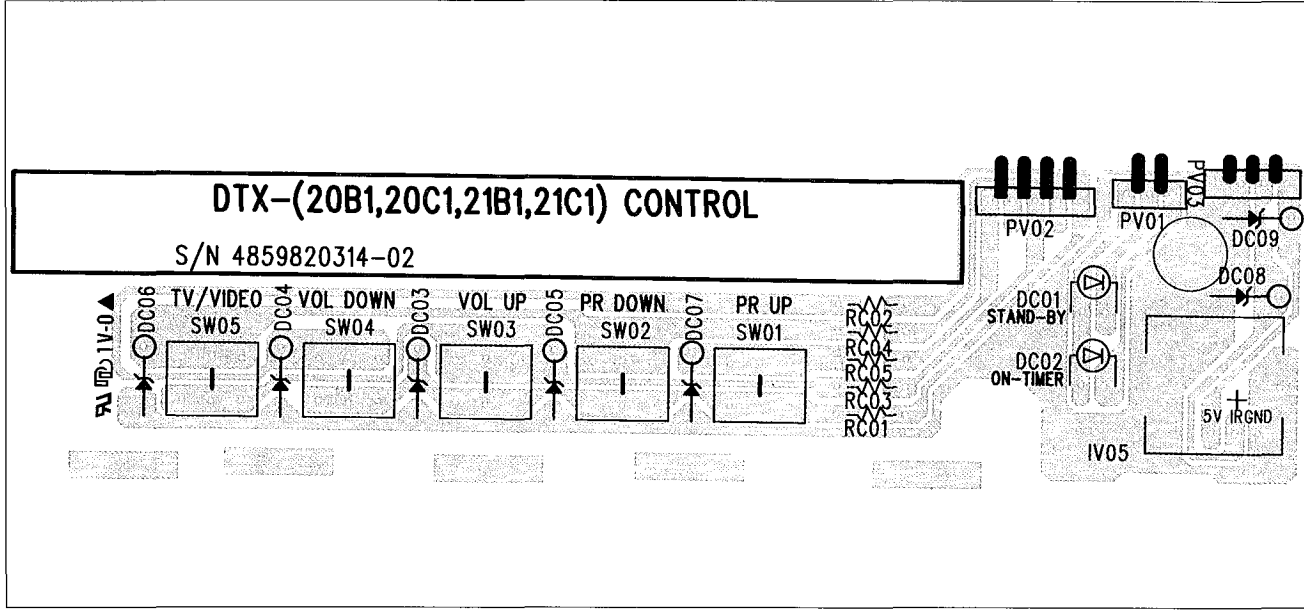 DTX-(20B1,20C1,21B1,21C1) CONTROL
S/N 4859820314-02
PV02
PV01
PV03
DC09
DC08
DC06
TV/VIDEO
SW05
DC04
VOL DOWN
SW04
DC03
VOL UP
SW03
DC05
PR DOWN
SW02
DC07
PR UP
SW01
1V-0
RC02
RC04
RC05
RC03
RC01
DC01
STAND-BY
DC02
ON-TIMER
5V IRGND
IV05